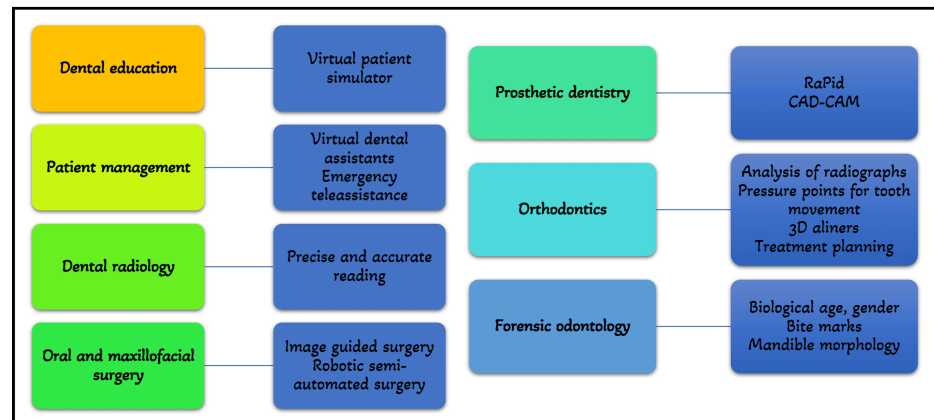 Dental education
Virtual patient
simulator
Patient management
Virtual dental
assistants
Emergency
teleassistance
Dental radiology
Precise and accurate
reading
Oral and maxillofacial
surgery
Image guided surgery
Robotic semi-
automated surgery
Prosthetic dentistry
RaPid
CAD-CAM
Orthodontics
Analysis of radiographs
Pressure points for tooth
movement
3D aliners
Treatment planning
Forensic odontology
Biological age, gender
Bite marks
Mandible morphology